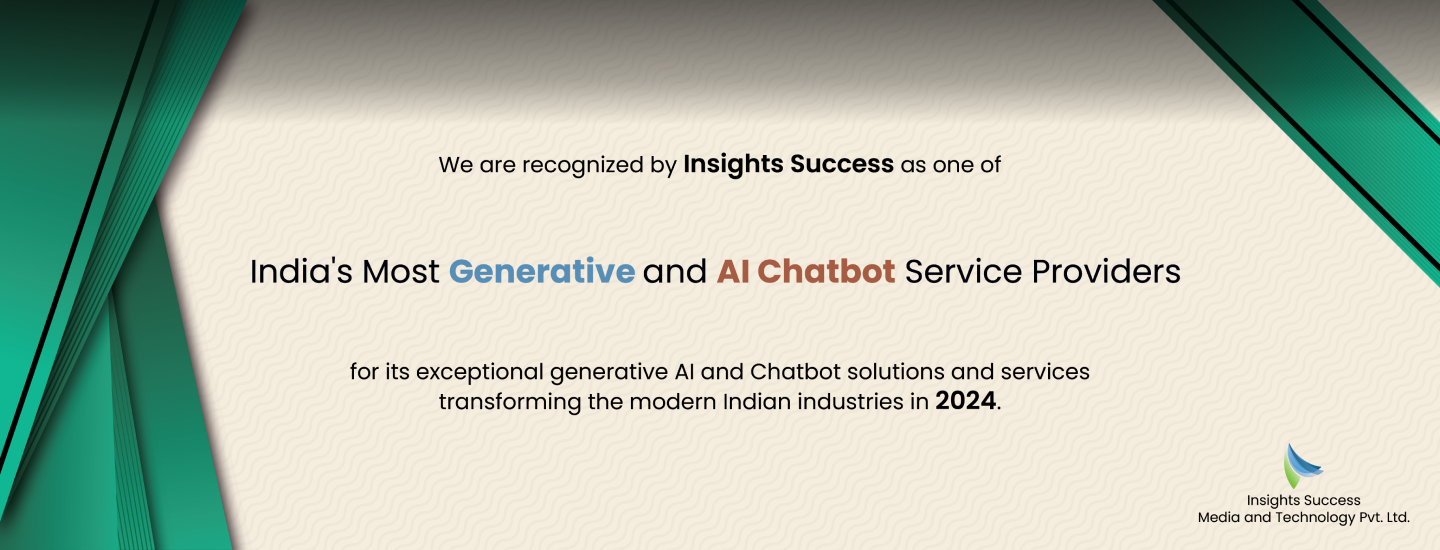 We are recognized by Insights Success as one of
India's Most Generative and AI Chatbot Service Providers
for its exceptional generative AI and Chatbot solutions and services
transforming the modern Indian industries in 2024.
Insights Success
Media and Technology Pvt. Ltd.